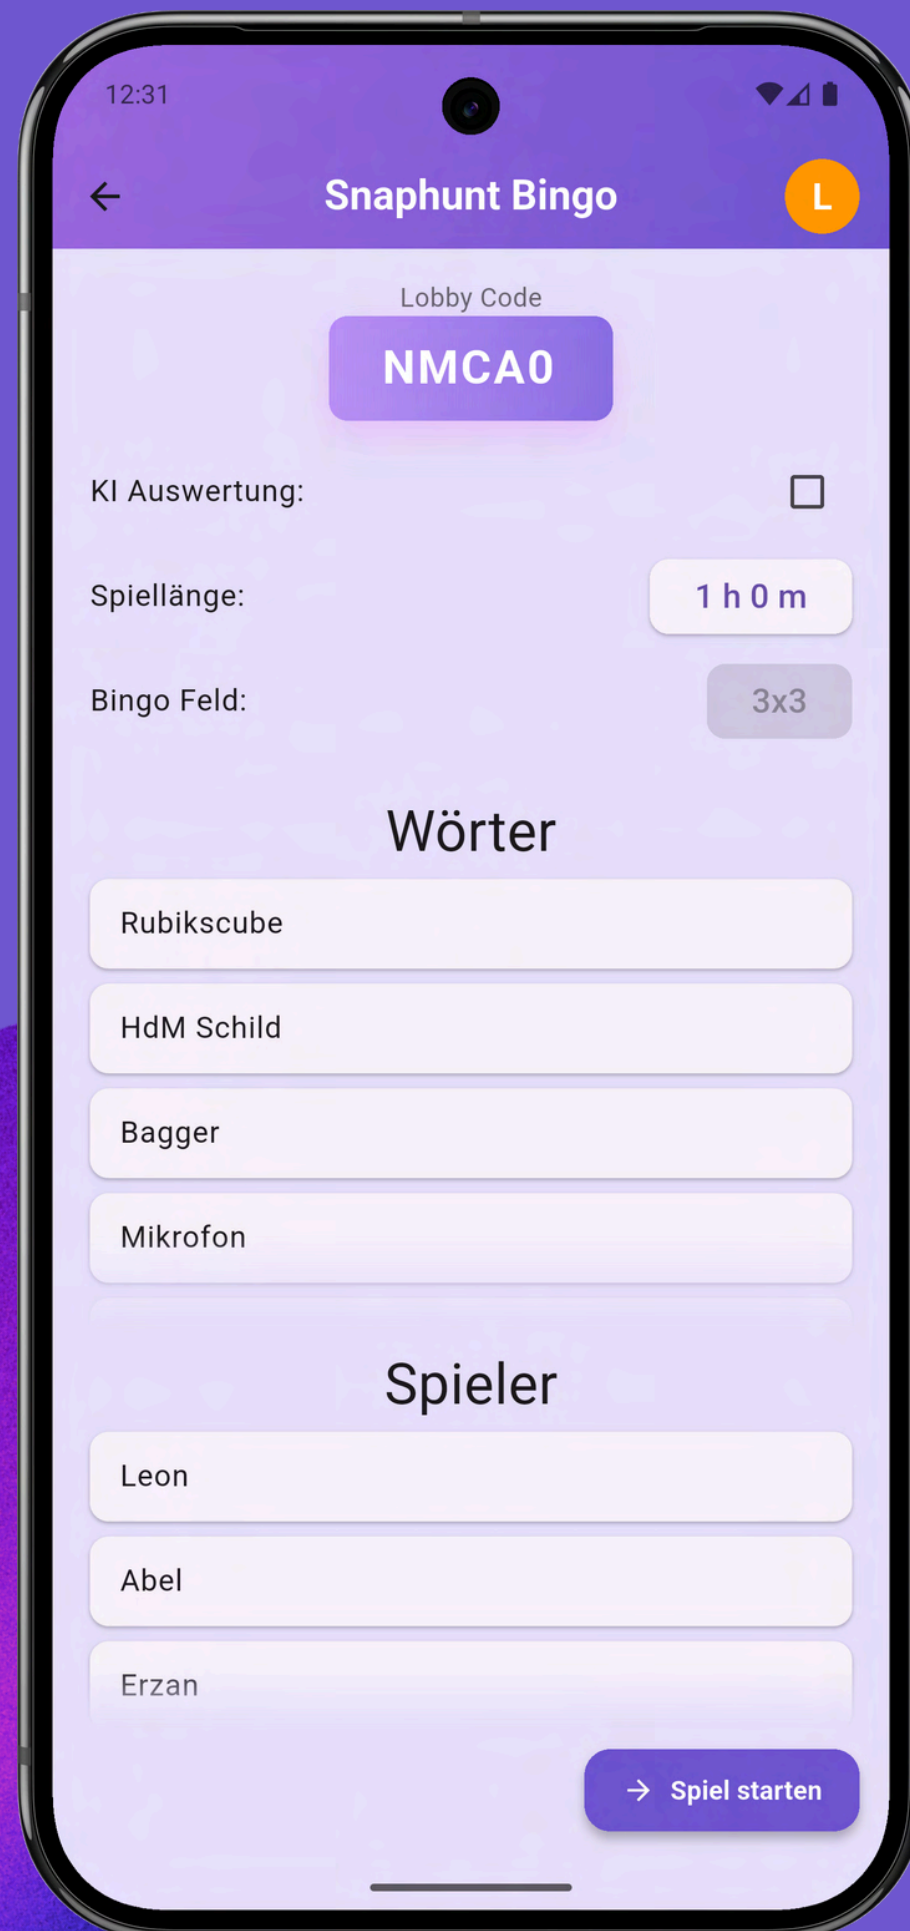 12:31
Snaphunt Bingo
L
Lobby Code
NMCA0
KI Auswertung:
Spiellänge:
1 h 0 m
Bingo Feld:
3x3
Wörter
Rubikscube
HdM Schild
Bagger
Mikrofon
Spieler
Leon
Abel
Erzan
Spiel starten